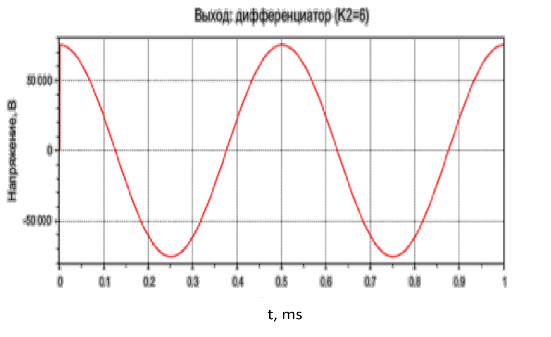 Выход: дифференциатор (K2=6)
Напряжение, В
50 000
0
-50 000
0 0.1 0.2 0.3 0.4 0.5 0.6 0.7 0.8 0.9 1
t, ms